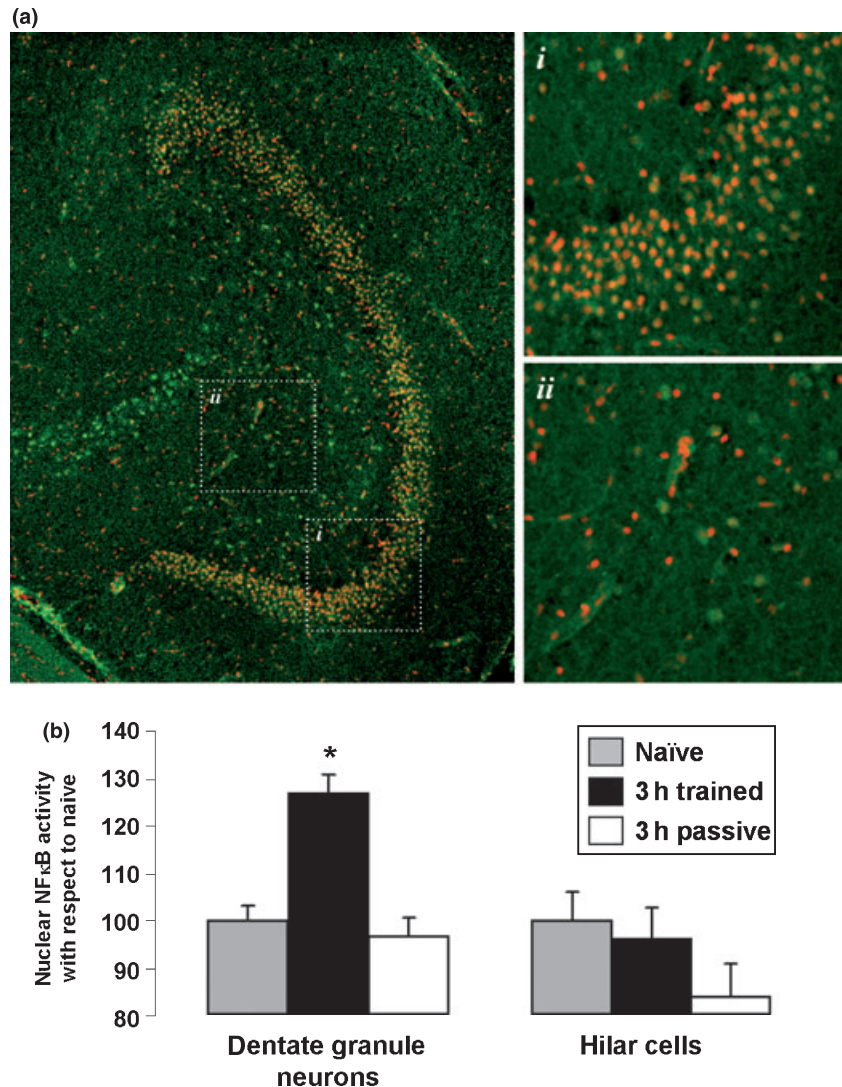 (a)
i
ii
ii
i
(b)
Nuclear NFκB activity
with respect to naive
140
130
120
110
100
90
80
*
Naïve
3 h trained
3 h passive
Dentate granule
neurons
Hilar cells